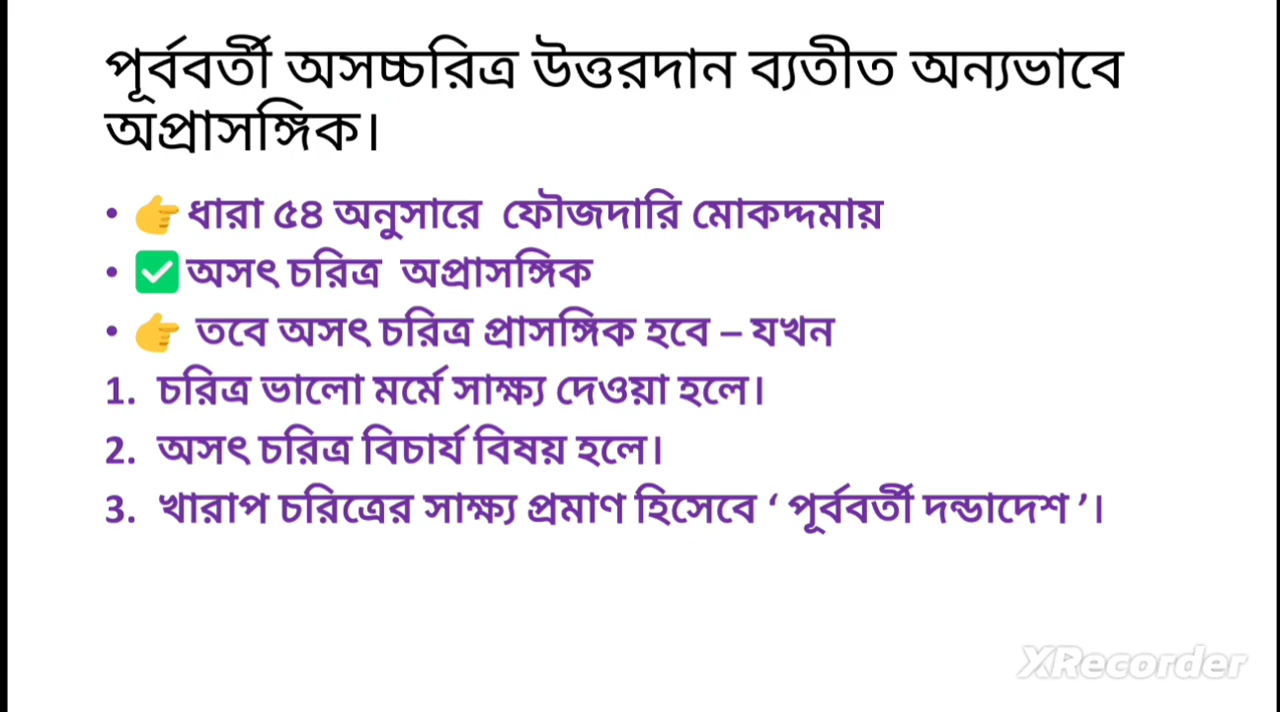 পূর্ববর্তী অসচ্চরিত্র উত্তরদান ব্যতীত অন্যভাবে
অপ্রাসঙ্গিক।
• 👉ধারা ৫৪ অনুসারে ফৌজদারি মোকদ্দমায়
• ✅অসৎ চরিত্র অপ্রাসঙ্গিক
• 👉 তবে অসৎ চরিত্র প্রাসঙ্গিক হবে – যখন
1. চরিত্র ভালো মর্মে সাক্ষ্য দেওয়া হলে।
2. অসৎ চরিত্র বিচার্য বিষয় হলে।
3. খারাপ চরিত্রের সাক্ষ্য প্রমাণ হিসেবে ‘ পূর্ববর্তী দন্ডাদেশ ’।
XRecorder